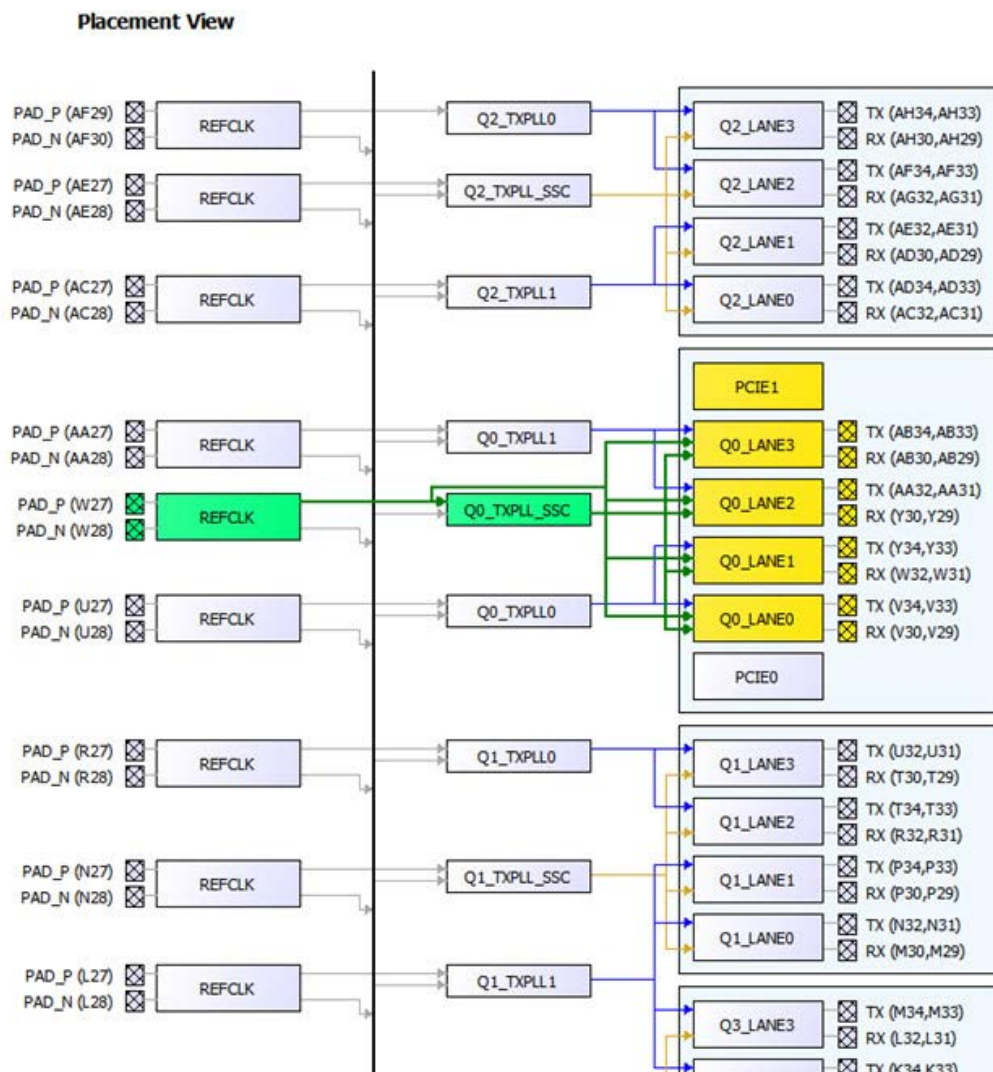 Placement View
PAD_P (AF29)
PAD_N (AF30)
REFCLK
Q2_TXPLL0
Q2_LANE3
TX (AH34,AH33)
RX (AH30,AH29)
PAD_P (AE27)
PAD_N (AE28)
REFCLK
Q2_TXPLL_SSC
Q2_LANE2
TX (AF34,AF33)
RX (AG32,AG31)
Q2_LANE1
TX (AE32,AE31)
RX (AD30,AD29)
PAD_P (AC27)
PAD_N (AC28)
REFCLK
Q2_TXPLL1
Q2_LANE0
TX (AD34,AD33)
RX (AC32,AC31)
PCIE1
PAD_P (AA27)
PAD_N (AA28)
REFCLK
Q0_TXPLL1
Q0_LANE3
TX (AB34,AB33)
RX (AB30,AB29)
PAD_P (W27)
PAD_N (W28)
REFCLK
Q0_TXPLL_SSC
Q0_LANE2
TX (AA32,AA31)
RX (Y30,Y29)
Q0_LANE1
TX (Y34,Y33)
RX (W32,W31)
PAD_P (U27)
PAD_N (U28)
REFCLK
Q0_TXPLL0
Q0_LANE0
TX (V34,V33)
RX (V30,V29)
PCIE0
PAD_P (R27)
PAD_N (R28)
REFCLK
Q1_TXPLL0
Q1_LANE3
TX (U32,U31)
RX (T30,T29)
Q1_LANE2
TX (T34,T33)
RX (R32,R31)
PAD_P (N27)
PAD_N (N28)
REFCLK
Q1_TXPLL_SSC
Q1_LANE1
TX (P34,P33)
RX (P30,P29)
Q1_LANE0
TX (N32,N31)
RX (M30,M29)
PAD_P (L27)
PAD_N (L28)
REFCLK
Q1_TXPLL1
Q3_LANE3
TX (M34,M33)
RX (L32,L31)
TX (K34,K33)